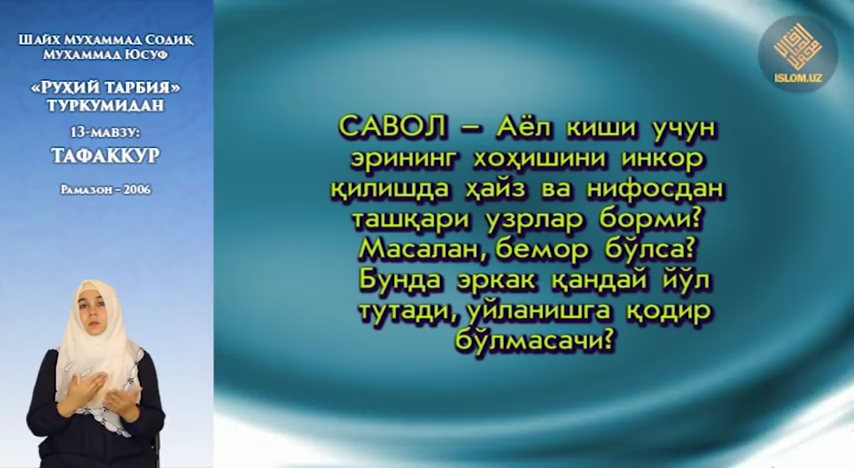 Шайх Муҳаммад Содиқ
Муҳаммад Юсуф
«Руҳий тарбия»
туркумидан
13-мавзу:
ТАФАККУР
Рамазон - 2006
ISLOM.UZ
САВОЛ – Аёл киши учун
эрининг хоҳишини инкор
қилишда ҳайз ва нифосдан
ташқари узрлар борми?
Масалан, бемор бўлса?
Бунда эркак қандай йўл
тутади, уйланишга қодир
бўлмасачи?